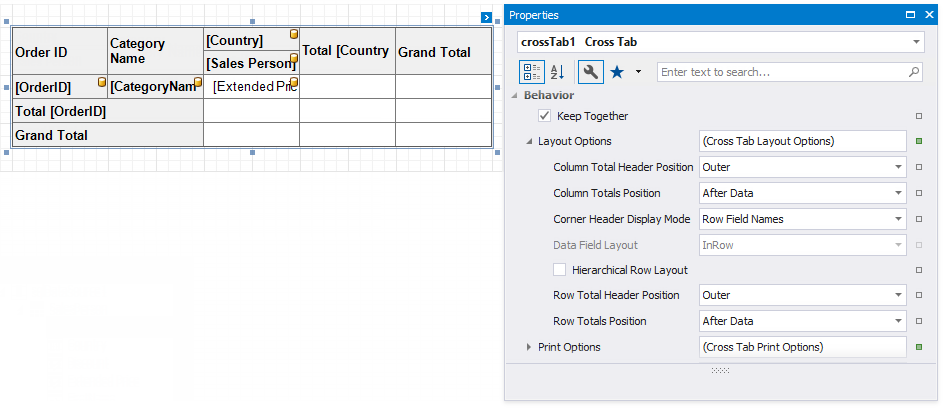 Order ID
Category
Name
[Country]
[Sales Person]
Total [Country
Grand Total
[OrderID]
[CategoryNam
[Extended Pric
Total [OrderID]
Grand Total
Properties
crossTab1 Cross Tab
Enter text to search...
Behavior
Keep Together
Layout Options (Cross Tab Layout Options)
Column Total Header Position Outer
Column Totals Position After Data
Corner Header Display Mode Row Field Names
Data Field Layout InRow
Hierarchical Row Layout
Row Total Header Position Outer
Row Totals Position After Data
Print Options (Cross Tab Print Options)